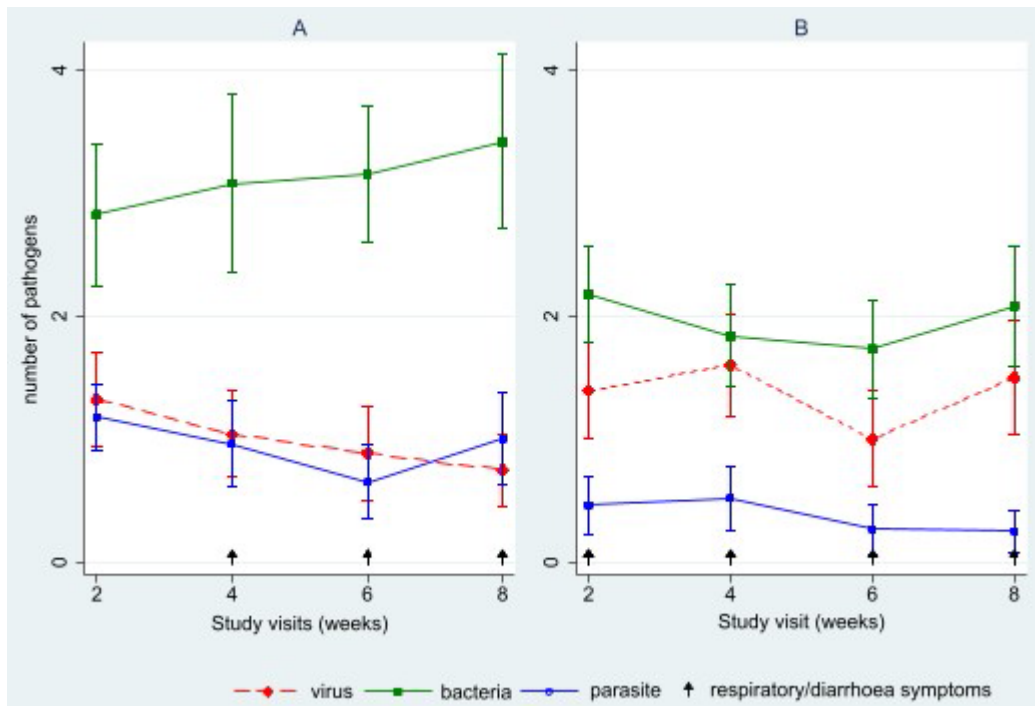 A
B
number of pathogens
4
2
0
2
4
6
8
Study visits (weeks)
4
2
0
2
4
6
8
Study visit (weeks)
virus
bacteria
parasite
respiratory/diarrhoea symptoms